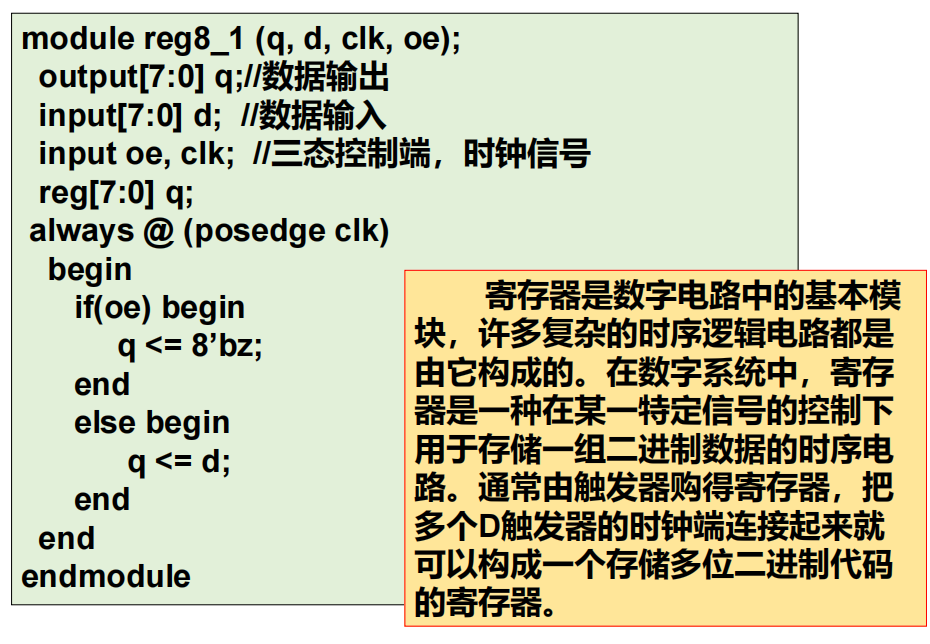 module reg8_1 (q, d, clk, oe);
output[7:0] q;//数据输出
input[7:0] d; //数据输入
input oe, clk; //三态控制端，时钟信号
reg[7:0] q;
always @ (posedge clk)
begin
if(oe) begin
q <= 8’bz;
end
else begin
q <= d;
end
end
endmodule
寄存器是数字电路中的基本模
块，许多复杂的时序逻辑电路都是
由它构成的。在数字系统中，寄存
器是一种在某一特定信号的控制下
用于存储一组二进制数据的时序电
路。通常由触发器购得寄存器，把
多个D触发器的时钟端连接起来就
可以构成一个存储多位二进制代码
的寄存器。